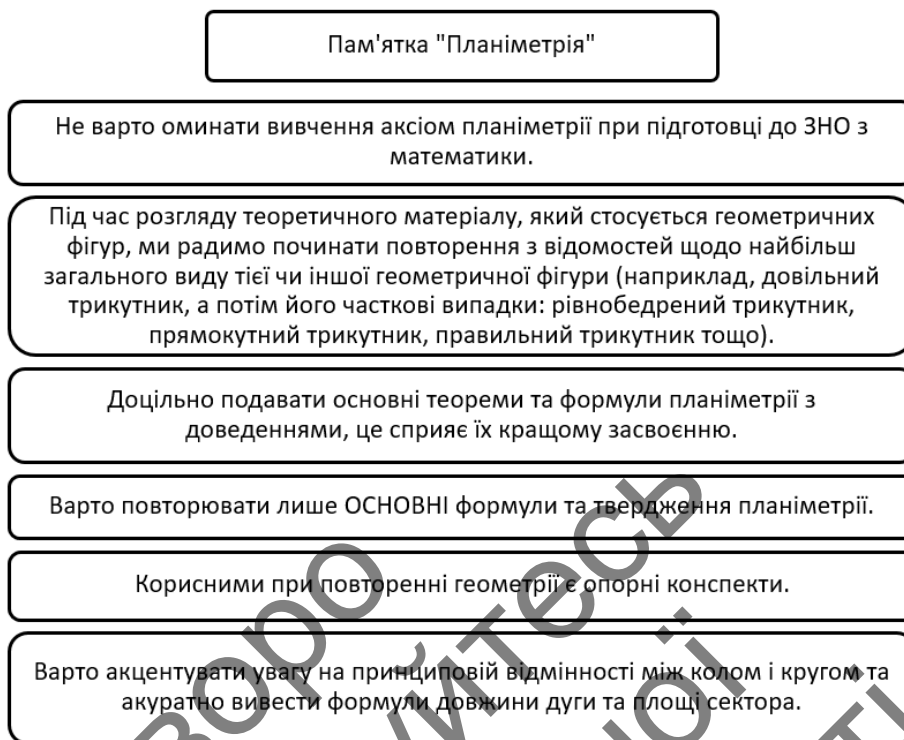 Пам'ятка "Планіметрія"
Не варто оминати вивчення аксіом планіметрії при підготовці до ЗНО з
математики.
Під час розгляду теоретичного матеріалу, який стосується геометричних
фігур, ми радимо починати повторення з відомостей щодо найбільш
загального виду тієї чи іншої геометричної фігури (наприклад, довільний
трикутник, а потім його часткові випадки: рівнобедрений трикутник,
прямокутний трикутник, правильний трикутник тощо).
Доцільно подавати основні теореми та формули планіметрії з
доведеннями, це сприяє їх кращому засвоєнню.
Варто повторювати лише ОСНОВНІ формули та твердження планіметрії.
Корисними при повторенні геометрії є опорні конспекти.
Варто акцентувати увагу на принциповій відмінності між колом і кругом та
акуратно вивести формули довжини дуги та площі сектора.